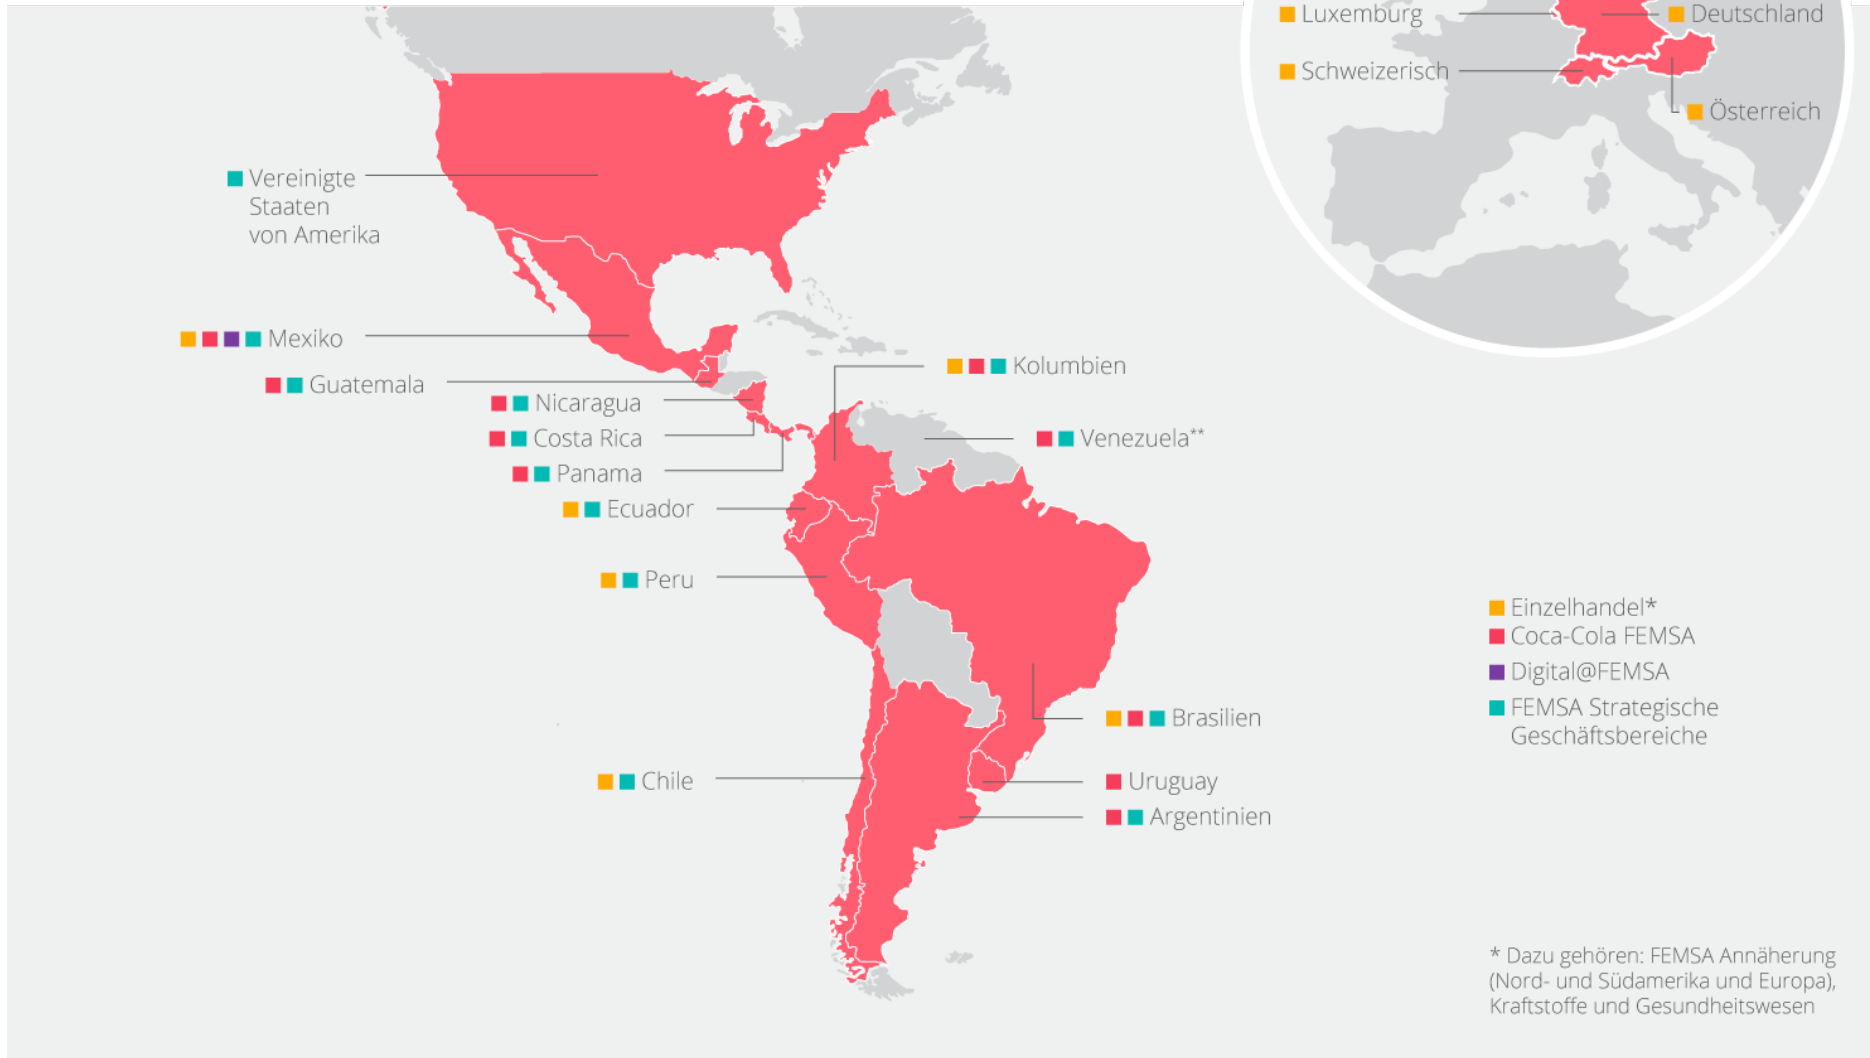 Luxemburg
Deutschland
Schweizerisch
Österreich
Vereinigte
Staaten
von Amerika
Mexiko
Guatemala
Nicaragua
Costa Rica
Panama
Ecuador
Peru
Chile
Kolumbien
Venezuela**
Brasilien
Uruguay
Argentinien
Einzelhandel*
Coca-Cola FEMSA
Digital@FEMSA
FEMSA Strategische
Geschäftsbereiche
* Dazu gehören: FEMSA Annäherung
(Nord- und Südamerika und Europa),
Kraftstoffe und Gesundheitswesen